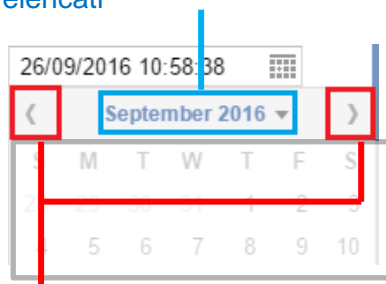 elencati
26/09/2016 10:58:38
September 2016
S M T W T F S
28 29 30 31 1 2 3
4 5 6 7 8 9 10